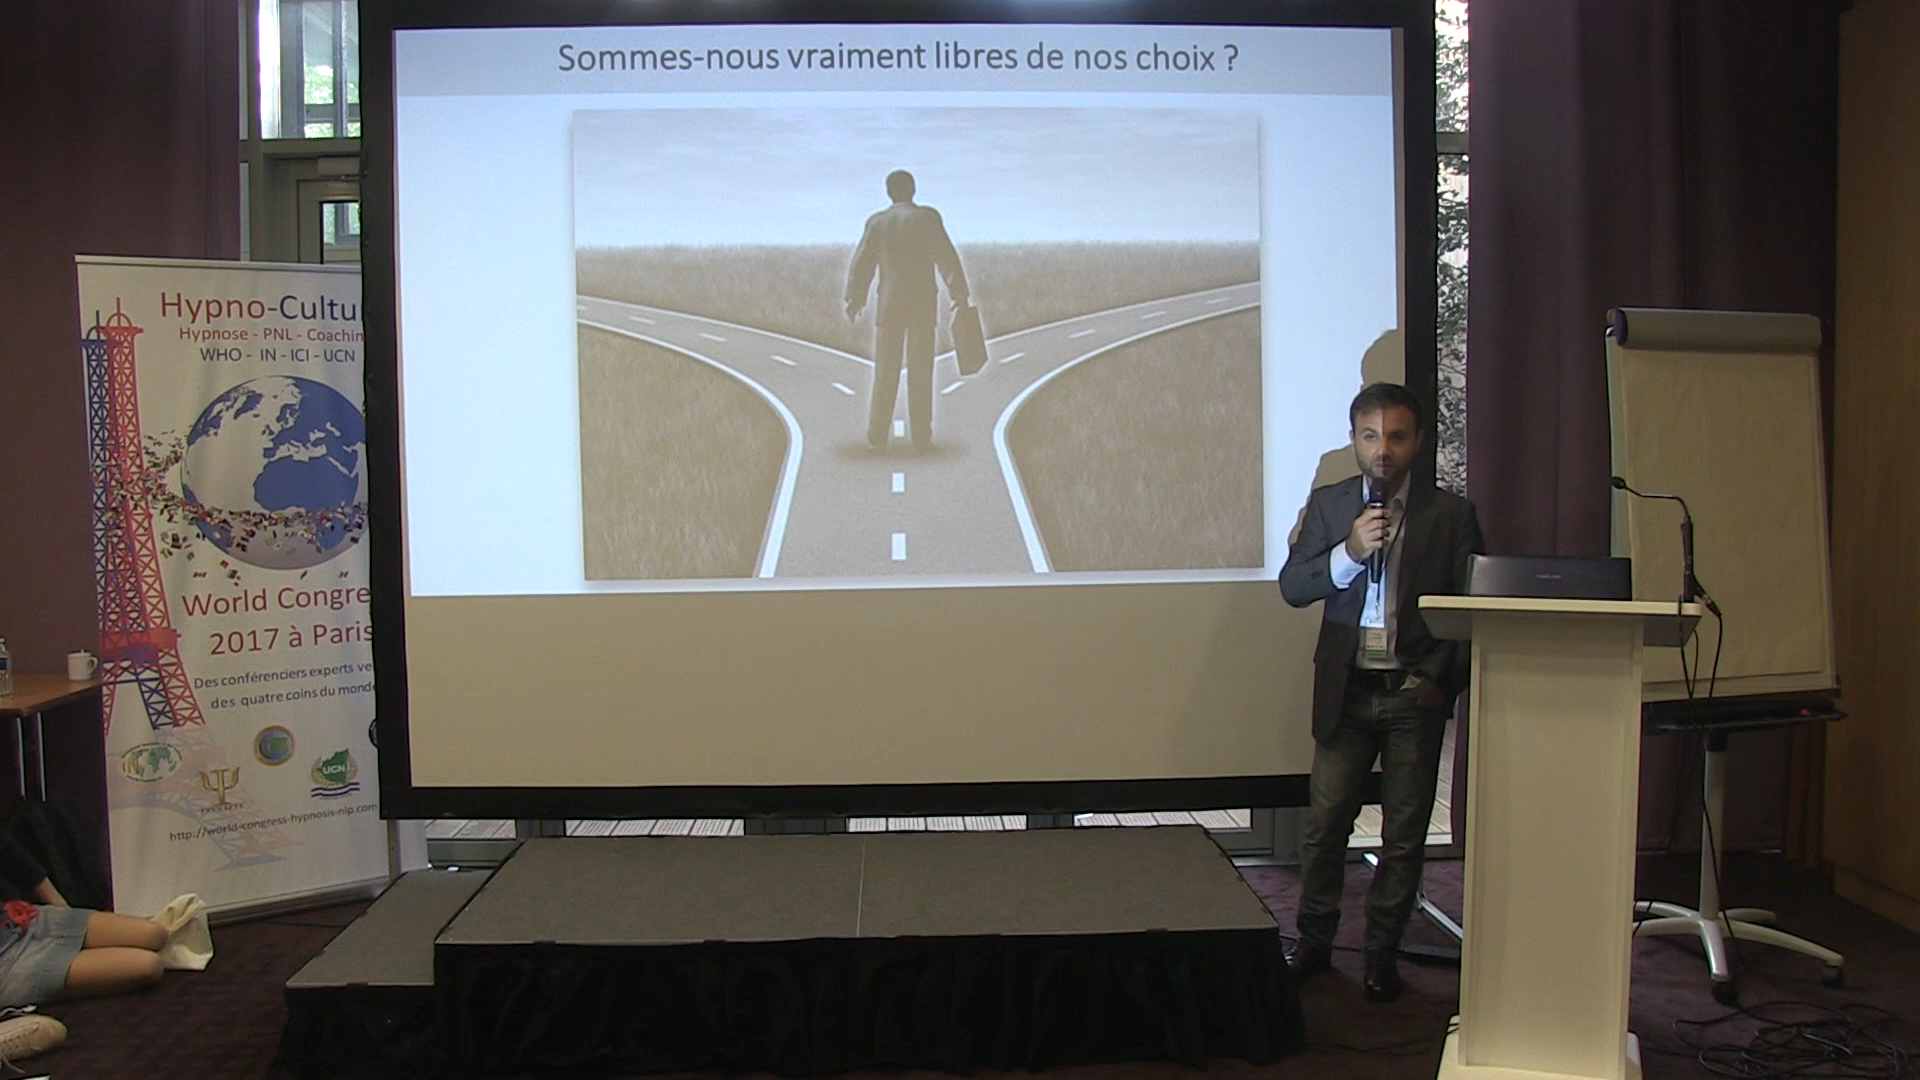 Sommes-nous vraiment libres de nos choix ?
Hypno-Cultu
Hypnose - PNL - Coachin
WHO - IN - ICI - UCN
World Congre
2017 à Paris
Des conférenciers experts ve
des quatre coins du monde
IN
UCN
http://world-congress-hypnosis-nlp.com